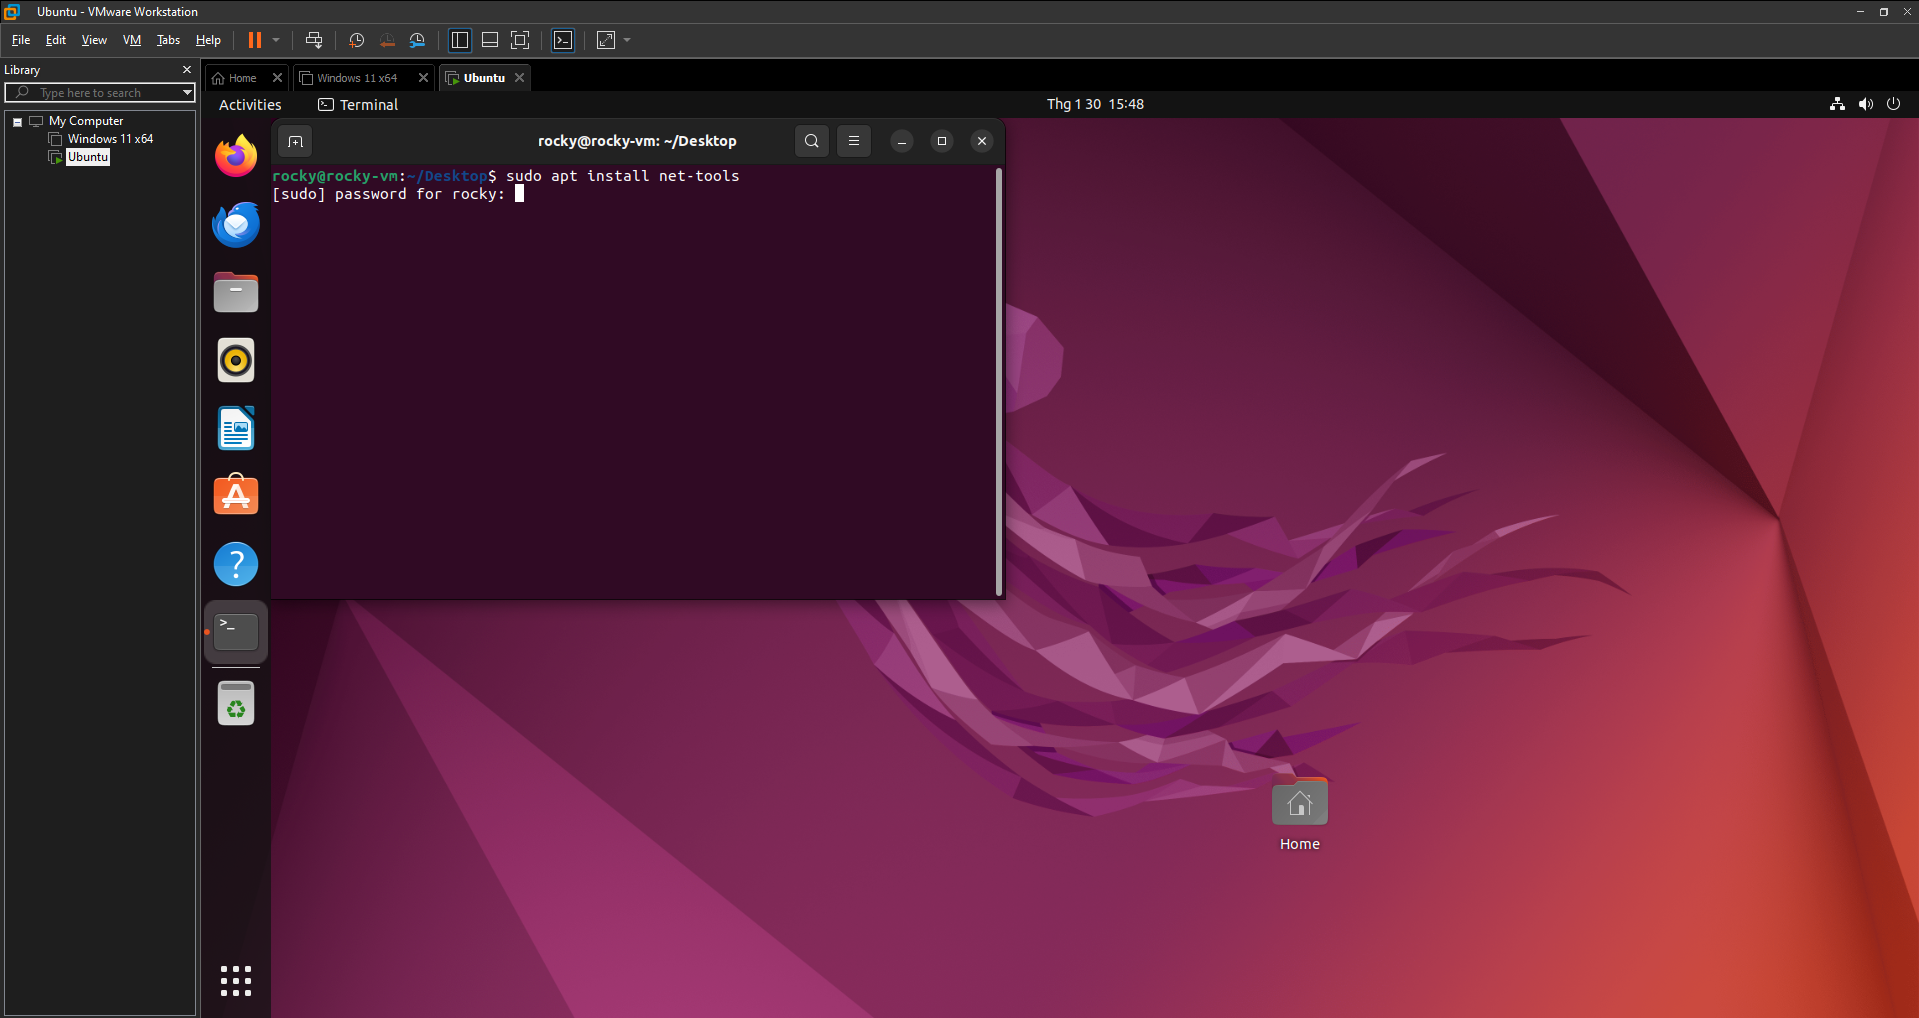 Ubuntu - VMware Workstation
File Edit View VM Tabs Help
Library
Type here to search
My Computer
Windows 11 x64
Ubuntu
Home
Windows 11 x64
Ubuntu
Activities
Terminal
Thg 1 30 15:48
rocky@rocky-vm: ~/Desktop
rocky@rocky-vm:~/Desktop$ sudo apt install net-tools
[sudo] password for rocky:
Home